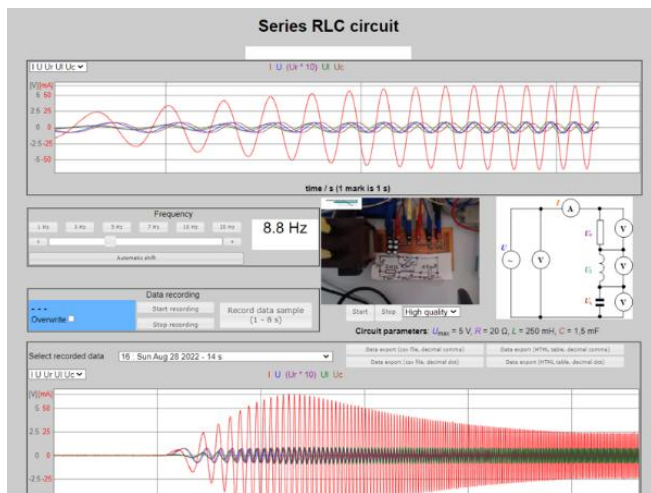 Series RLC circuit
I U Ur Ul Uc
I U (Ur * 10) Ul Uc
[V][mA]
5 50
2.5 25
0 0
-2.5 -25
-5 -50
time / s (1 mark is 1 s)
Frequency
1 Hz 3 Hz 5 Hz 7 Hz 10 Hz 20 Hz
8.8 Hz
Automatic shift
Data recording
- - -
Overwrite
Start recording
Stop recording
Record data sample
(1 - 8 s)
Start Stop High quality
A
V
V
V
V
U
I
Circuit parameters: Umax = 5 V, R = 20 Ω, L = 250 mH, C = 1,5 mF
Select recorded data 16 : Sun Aug 28 2022 - 14 s
Data export (csv file, decimal comma) Data export (HTML table, decimal comma)
Data export (csv file, decimal dot) Data export (HTML table, decimal dot)
I U Ur Ul Uc
I U (Ur * 10) Ul Uc
[V][mA]
5 50
2.5 25
0 0
-2.5 -25